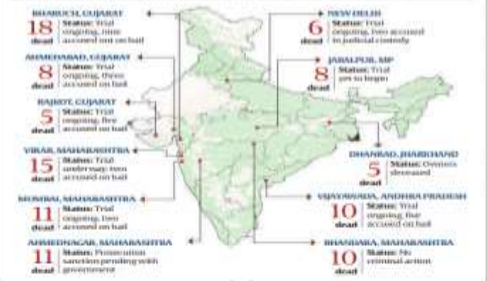 BHARUCH, GUJARAT
18 dead
Status: Trial
ongoing, nine
accused out on bail
AHMEDABAD, GUJARAT
8 dead
Status: Trial
ongoing, three
accused on bail
RAJKOT, GUJARAT
5 dead
Status: Trial
ongoing, five
accused on bail
VIRAR, MAHARASHTRA
15 dead
Status: Trial
underway, two
accused on bail
MUMBAI, MAHARASHTRA
11 dead
Status: Trial
ongoing, two
accused on bail
AHMEDNAGAR, MAHARASHTRA
11 dead
Status: Prosecution
sanction pending with
government
NEW DELHI
6 dead
Status: Trial
ongoing, two accused
in judicial custody
JABALPUR, MP
8 dead
Status: Trial
yet to begin
DHANBAD, JHARKHAND
5 dead
Status: Owners
deceased
VIJAYAWADA, ANDHRA PRADESH
10 dead
Status: Trial
ongoing, five
accused on bail
BHANDARA, MAHARASHTRA
10 dead
Status: No
criminal action